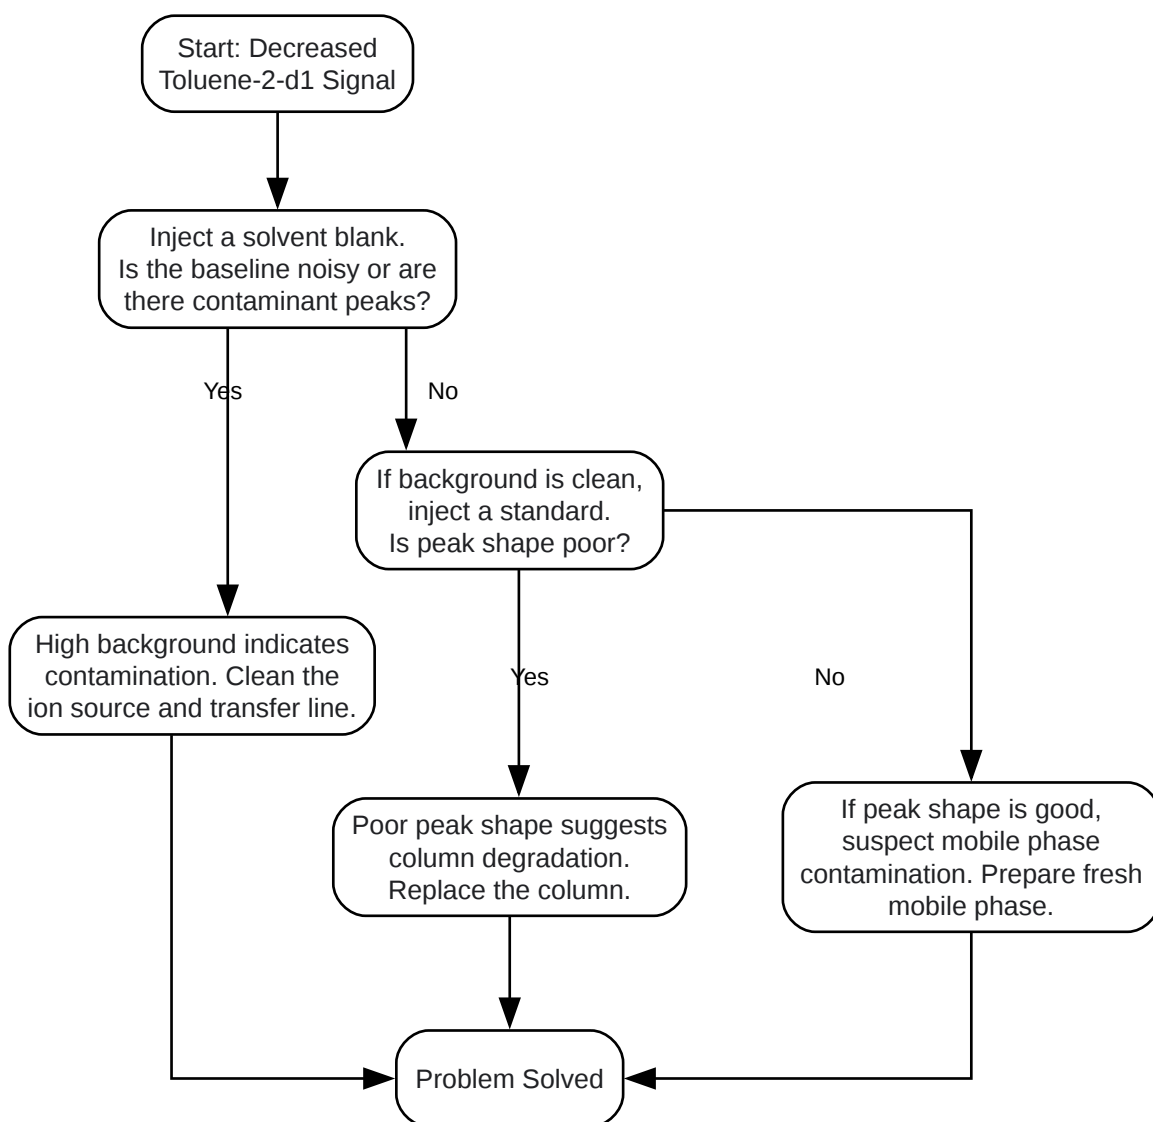 Start: Decreased
Toluene-2-d1 Signal
Inject a solvent blank.
Is the baseline noisy or are
there contaminant peaks?
Yes
No
If background is clean,
inject a standard.
Is peak shape poor?
High background indicates
contamination. Clean the
ion source and transfer line.
Yes
No
Poor peak shape suggests
column degradation.
Replace the column.
If peak shape is good,
suspect mobile phase
contamination. Prepare fresh
mobile phase.
Problem Solved